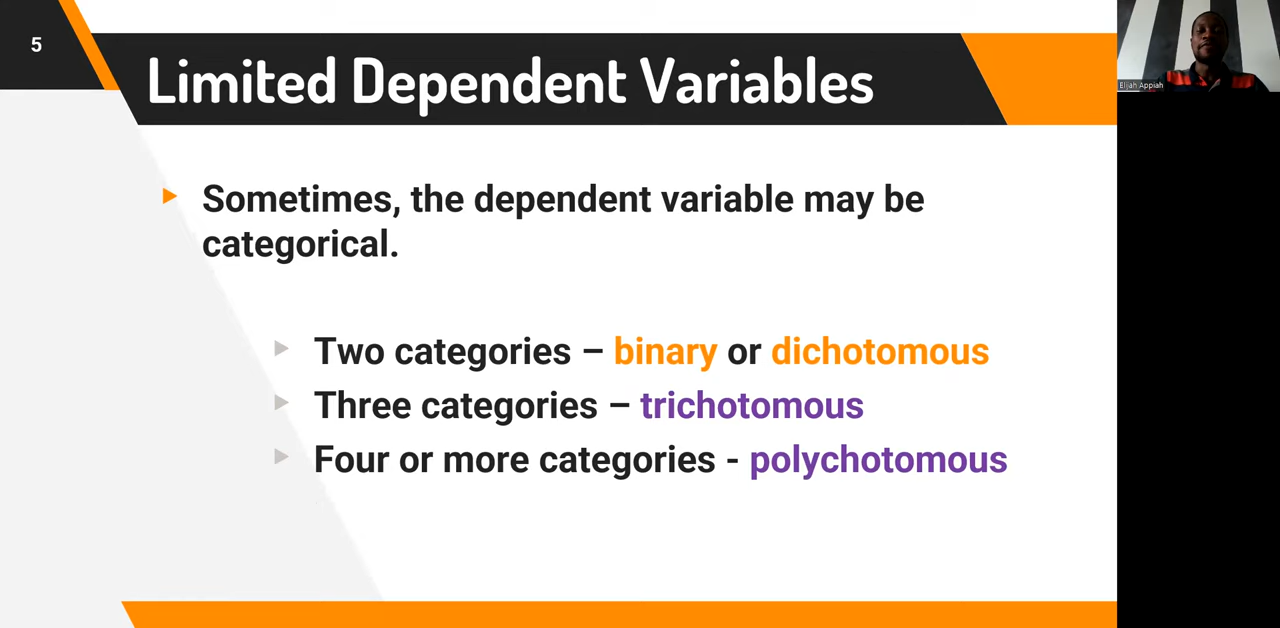 5
Limited Dependent Variables
Elijah Appiah
Sometimes, the dependent variable may be
categorical.
Two categories – binary or dichotomous
Three categories – trichotomous
Four or more categories - polychotomous